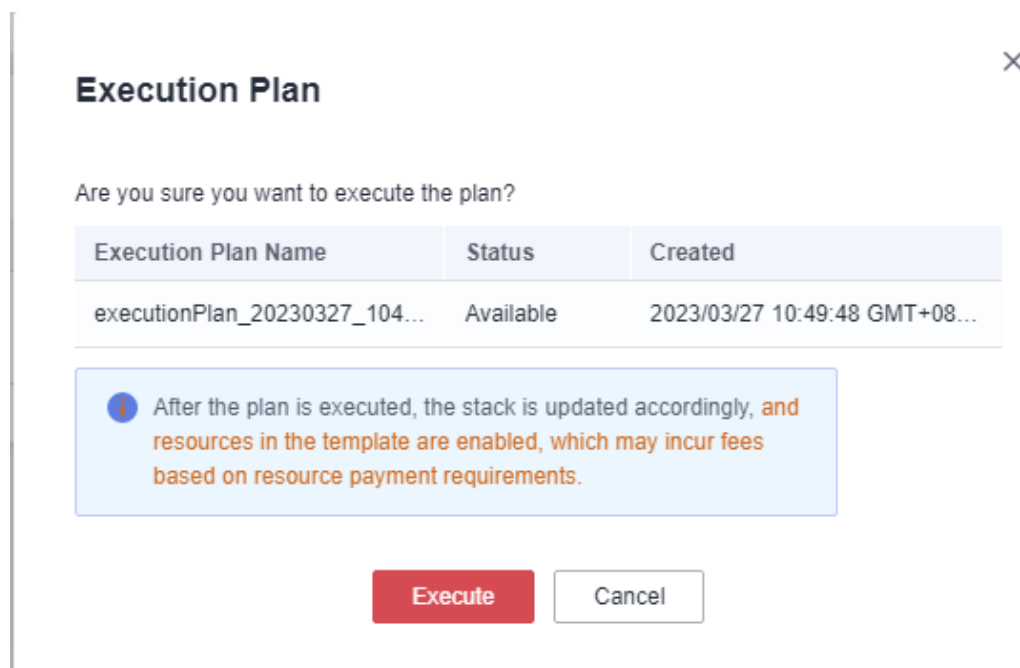 Execution Plan
Are you sure you want to execute the plan?
Execution Plan Name Status Created
executionPlan_20230327_104... Available 2023/03/27 10:49:48 GMT+08...
After the plan is executed, the stack is updated accordingly, and
resources in the template are enabled, which may incur fees
based on resource payment requirements.
Execute Cancel